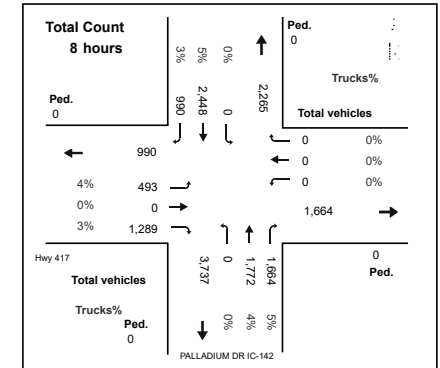 Total Count
8 hours
Ped.
0
3%
5%
0%
990
2,448
0
2,265
Ped.
0
Trucks%
Total vehicles
990
4%
493
0%
0
3%
1,289
0
0%
0
0%
0
0%
1,664
Hwy 417
Total vehicles
Trucks%
Ped.
0
3,737
0
1,772
1,664
0%
4%
5%
0
Ped.
PALLADIUM DR IC-142